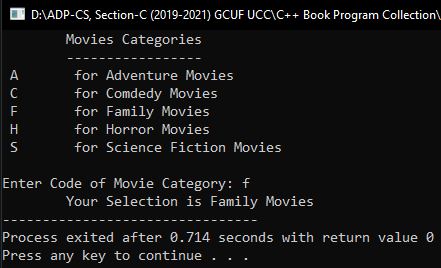 D:\ADP-CS, Section-C (2019-2021) GCUF UCC\C++ Book Program Collection\
Movies Categories
-----------------
A for Adventure Movies
C for Comdedy Movies
F for Family Movies
H for Horror Movies
S for Science Fiction Movies
Enter Code of Movie Category: f
Your Selection is Family Movies
--------------------------------
Process exited after 0.714 seconds with return value 0
Press any key to continue . . .